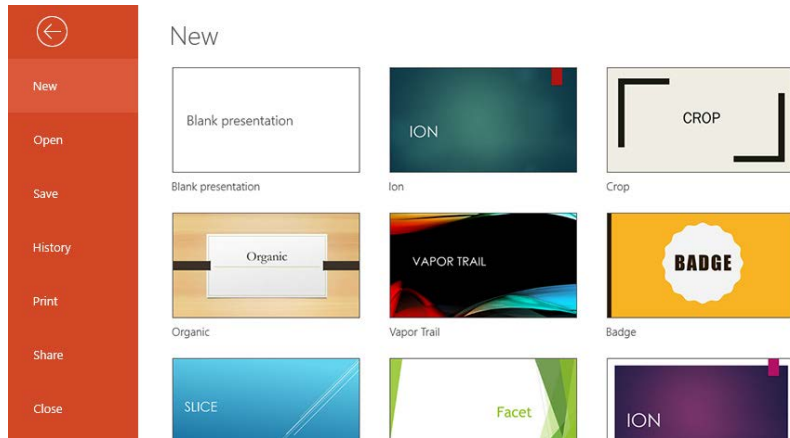 New
New
Open
Save
History
Print
Share
Close
Blank presentation
Blank presentation
ION
Ion
CROP
Crop
Organic
Organic
VAPOR TRAIL
Vapor Trail
BADGE
Badge
SLICE
Facet
ION